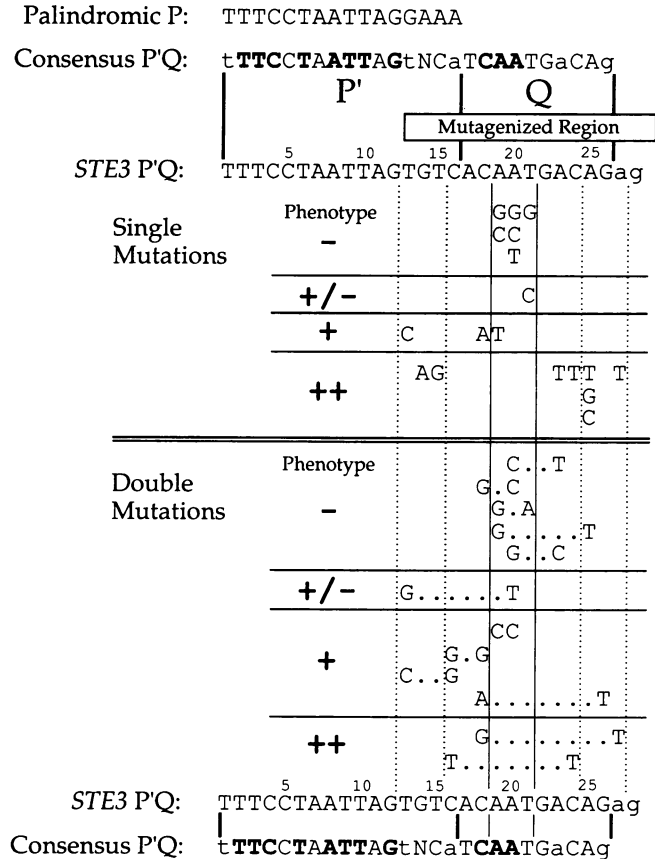 Palindromic P: TTTCCTAATTAGGAAA
Consensus P'Q: tTTCCTAATTAGtNCaTCAATGaCAg
P' Q
Mutagenized Region
5 10 15 20 25
STE3 P'Q: TTTCCTAATTAGTGTCACAATGACAGag
Single Mutations
Phenotype
GGG
– CC
T
+/- C
+ C AT
AG TTT T
++ G
C
Double Mutations
Phenotype
C..T
G.C
– G.A
G.....T
G..C
+/- G......T
CC
+ G.G
C..G
A.......T
++ G........T
T.......T
5 10 15 20 25
STE3 P'Q: TTTCCTAATTAGTGTCACAATGACAGag
Consensus P'Q: tTTCCTAATTAGtNCaTCAATGaCAg